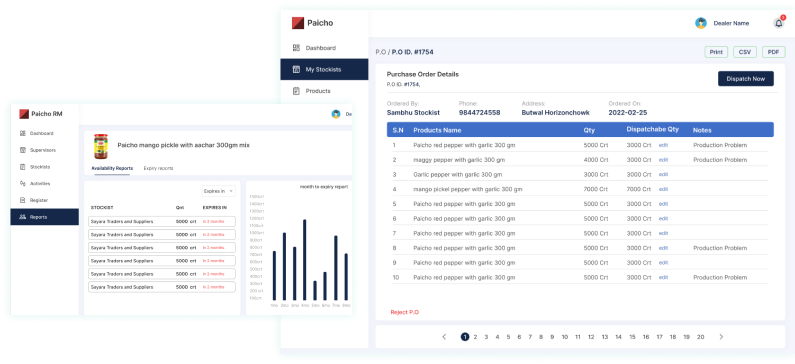 Paicho
Dealer Name
Dashboard
My Stockists
Products
P.O / P.O ID. #1754
Print CSV PDF
Purchase Order Details
P.O ID. #1754,
Dispatch Now
Ordered By: Phone: Address: Ordered On:
Sambhu Stockist 9844724558 Butwal Horizonchowk 2022-02-25
S.N Products Name Qty Dispatchabe Qty Notes
1 Paicho red pepper with garlic 300 gm 5000 Crt 3000 Crt edit Production Problem
2 maggy pepper with garlic 300 gm 4000 Crt 3000 Crt edit Production Problem
3 Garlic pepper with garlic 300 gm 3000 Crt 3000 Crt edit
4 mango pickel pepper with garlic 300 gm 7000 Crt 7000 Crt edit
5 Paicho red pepper with garlic 300 gm 5000 Crt 3000 Crt edit
6 Paicho red pepper with garlic 300 gm 5000 Crt 3000 Crt edit
7 Paicho red pepper with garlic 300 gm 5000 Crt 3000 Crt edit
8 Paicho red pepper with garlic 300 gm 5000 Crt 3000 Crt edit Production Problem
9 Paicho red pepper with garlic 300 gm 5000 Crt 3000 Crt edit
10 Paicho red pepper with garlic 300 gm 5000 Crt 3000 Crt edit Production Problem
Reject P.O
< 1 2 3 4 5 6 7 8 9 10 11 12 13 14 15 16 17 18 19 20 >
Paicho RM
De
Dashboard
Supervisors
Stockists
Activities
Register
Reports
Paicho mango pickle with aachar 300gm mix
Availability Reports Expiry reports
Expires in
month to expiry report
STOCKIST Qnt EXPIRES IN
Sayara Traders and Suppliers 5000 crt in 2 months
Sayara Traders and Suppliers 5000 crt in 2 months
Sayara Traders and Suppliers 5000 crt in 2 months
Sayara Traders and Suppliers 5000 crt in 2 months
Sayara Traders and Suppliers 5000 crt in 2 months
Sayara Traders and Suppliers 5000 crt in 2 months